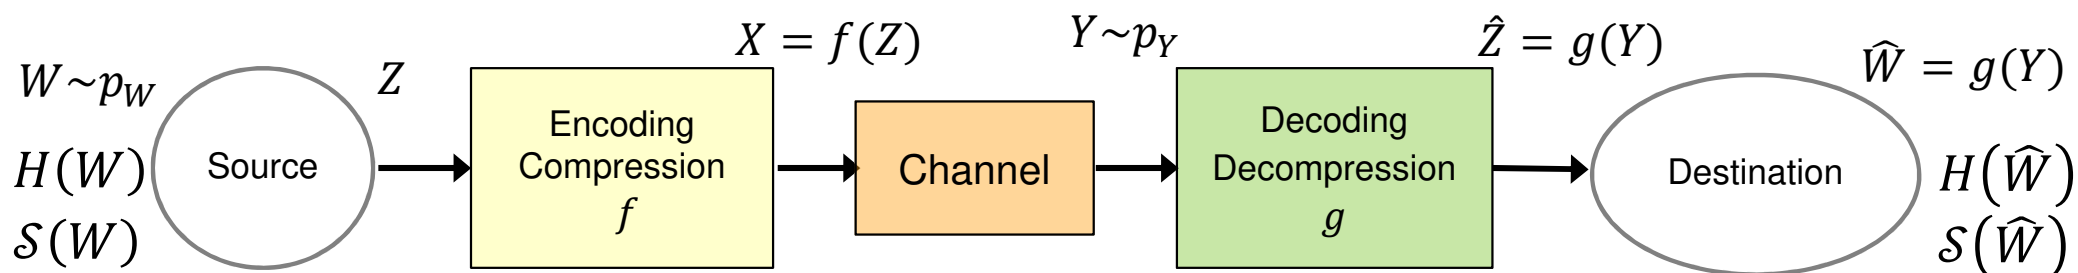 W~p_W
H(W)
𝒮(W)
Source
Z
Encoding
Compression
f
X = f(Z)
Channel
Y~p_Y
Decoding
Decompression
g
Ẑ = g(Y)
Destination
Ŵ = g(Y)
H(Ŵ)
𝒮(Ŵ)